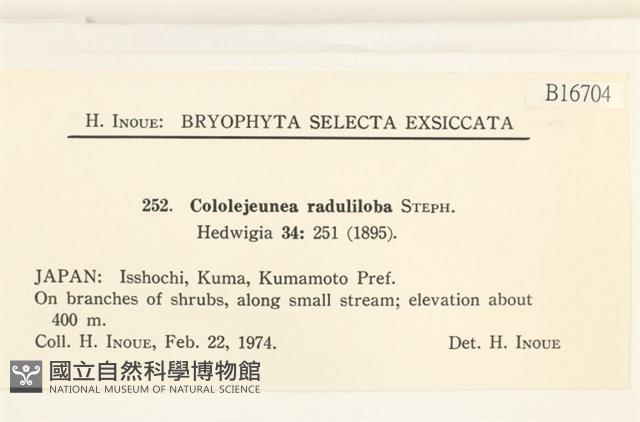 B16704
H. INOUE: BRYOPHYTA SELECTA EXSICCATA
252. Cololejeunea raduliloba STEPH.
Hedwigia 34: 251 (1895).
JAPAN: Isshochi, Kuma, Kumamoto Pref.
On branches of shrubs, along small stream; elevation about
400 m.
Coll. H. INOUE, Feb. 22, 1974. Det. H. INOUE
國立自然科學博物館
NATIONAL MUSEUM OF NATURAL SCIENCE